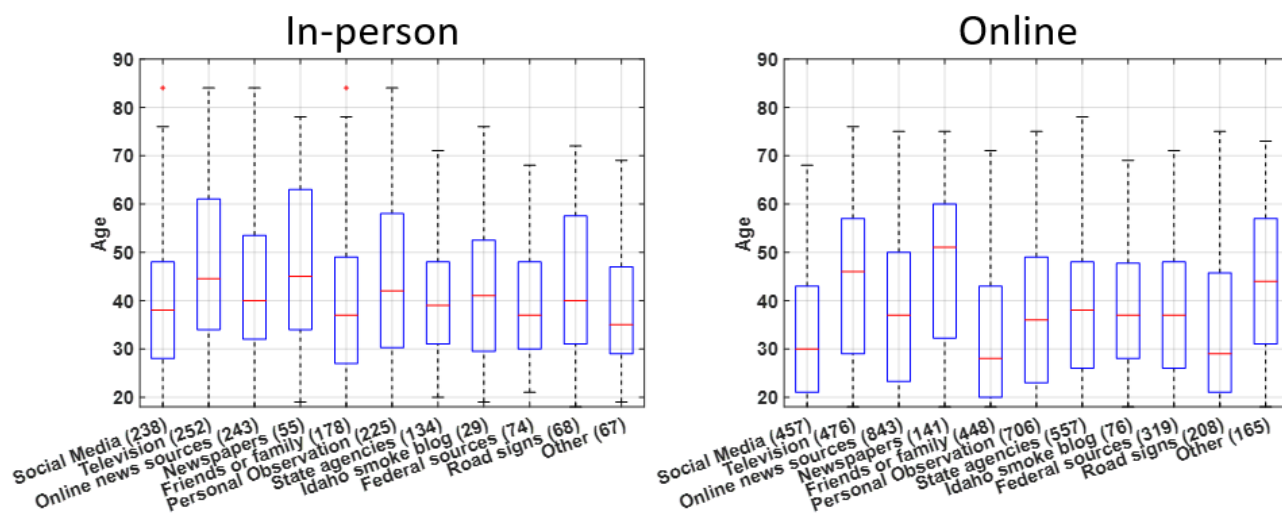 In-person
Age
90
80
70
60
50
40
30
20
Social Media (238)
Television (252)
Online news sources (243)
Newspapers (55)
Friends or family (178)
Personal Observation (225)
State agencies (134)
Idaho smoke blog (29)
Federal sources (74)
Road signs (68)
Other (67)
Online
Age
90
80
70
60
50
40
30
20
Social Media (457)
Television (476)
Online news sources (843)
Newspapers (141)
Friends or family (448)
Personal Observation (706)
State agencies (557)
Idaho smoke blog (76)
Federal sources (319)
Road signs (208)
Other (165)